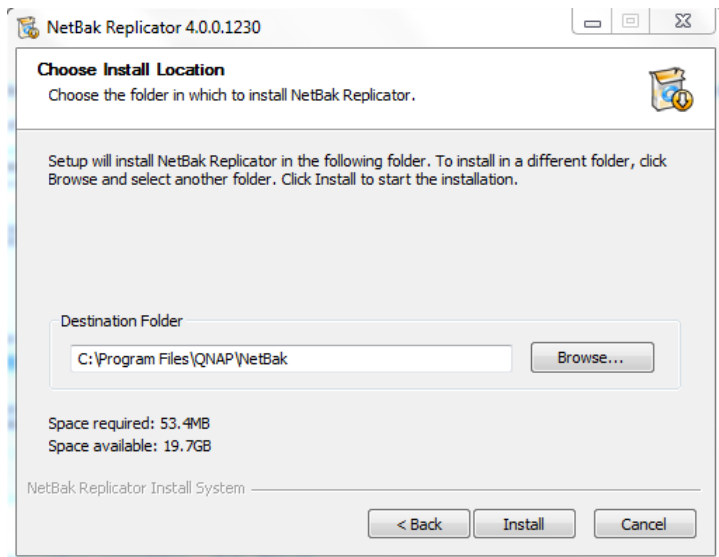 NetBak Replicator 4.0.0.1230
Choose Install Location
Choose the folder in which to install NetBak Replicator.
Setup will install NetBak Replicator in the following folder. To install in a different folder, click
Browse and select another folder. Click Install to start the installation.
Destination Folder
C:\Program Files\QNAP\NetBak
Browse...
Space required: 53.4MB
Space available: 19.7GB
NetBak Replicator Install System
< Back
Install
Cancel